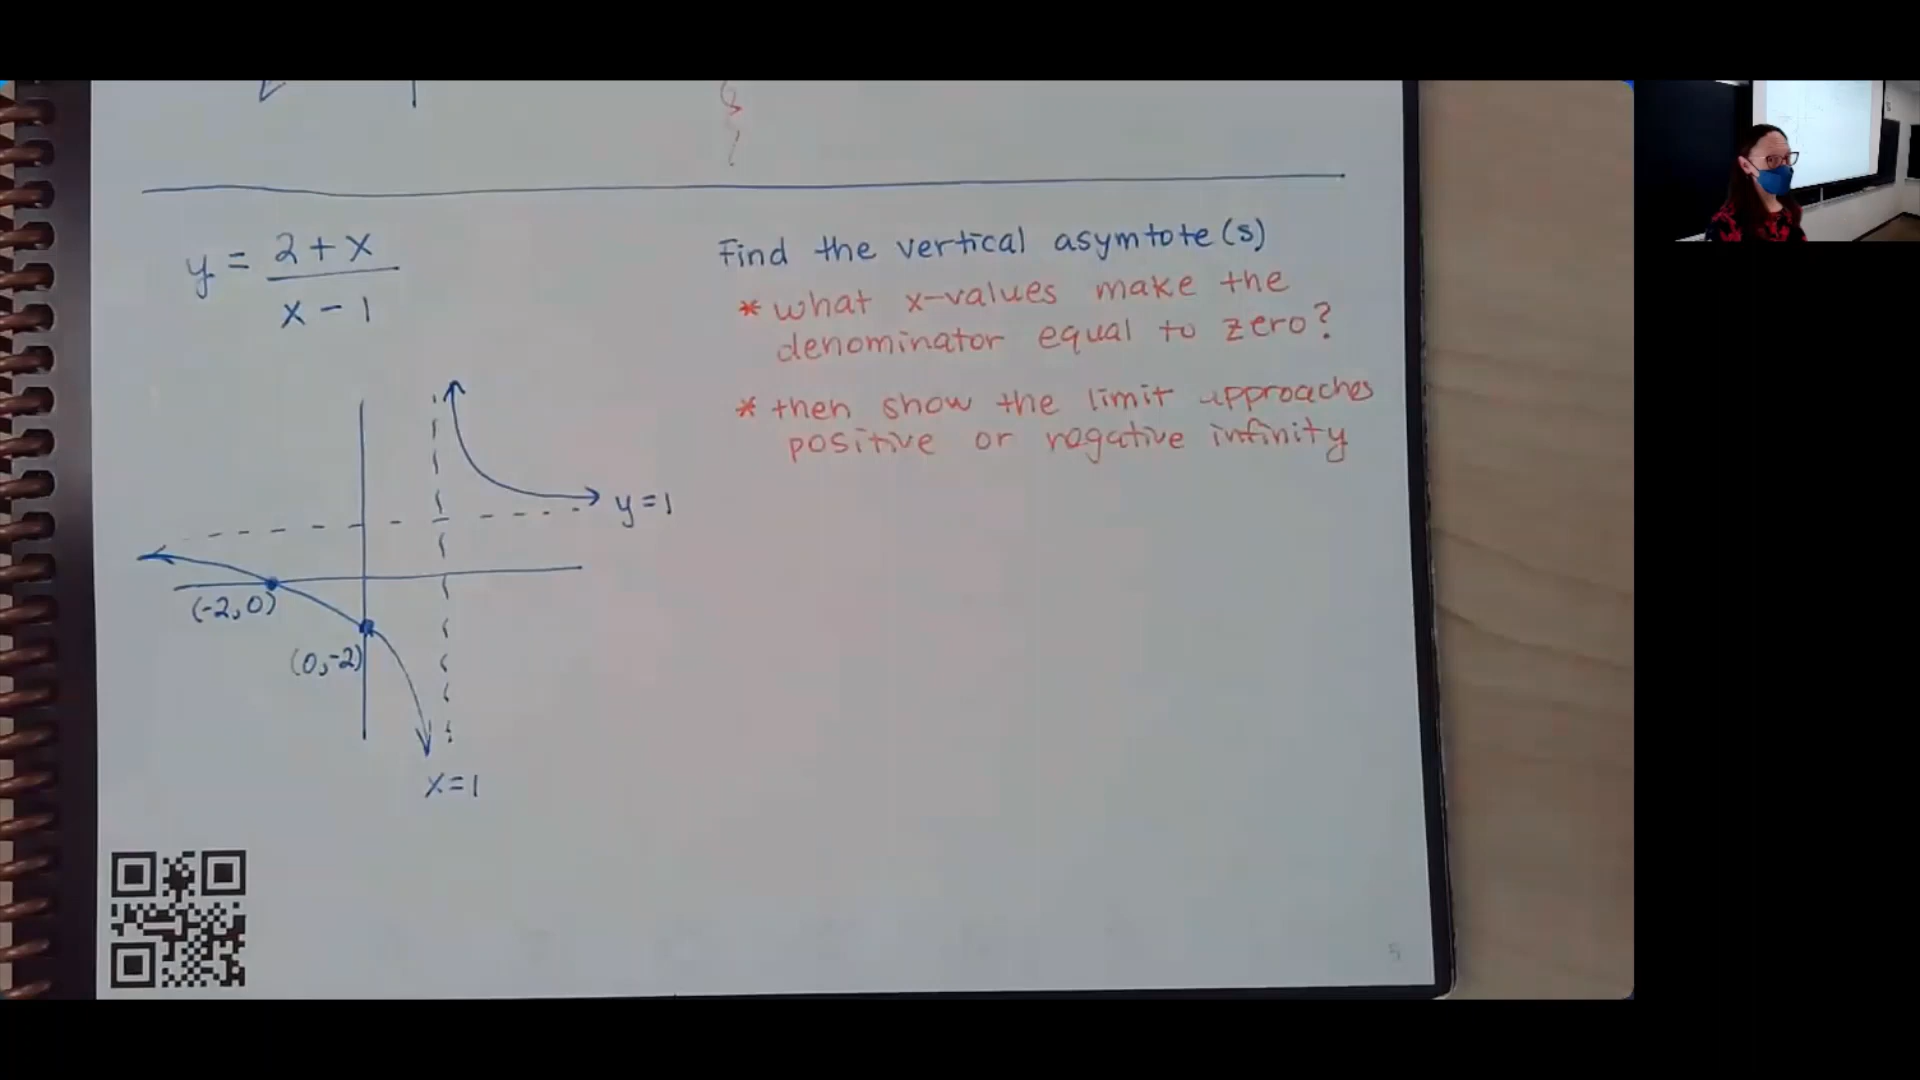 y = 2 + x / x - 1
Find the vertical asymtote(s)
* what x-values make the
denominator equal to zero?
* then show the limit approaches
positive or negative infinity
y = 1
(-2,0)
(0,-2)
x = 1
5